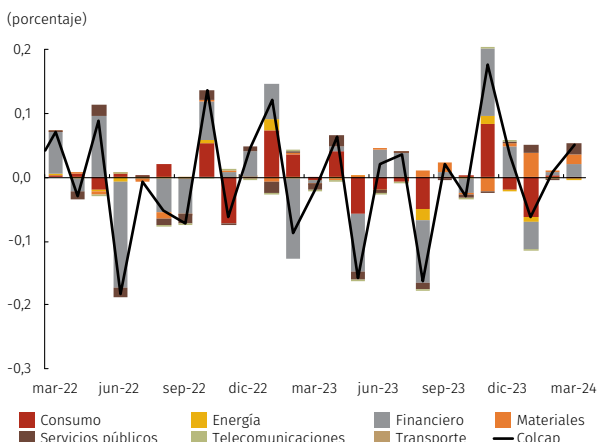 (porcentaje)
0,2
0,1
0,0
-0,1
-0,2
-0,3
mar-22 jun-22 sep-22 dic-22 mar-23 jun-23 sep-23 dic-23 mar-24
Consumo Energía Financiero Materiales
Servicios públicos Telecomunicaciones Transporte Colcap